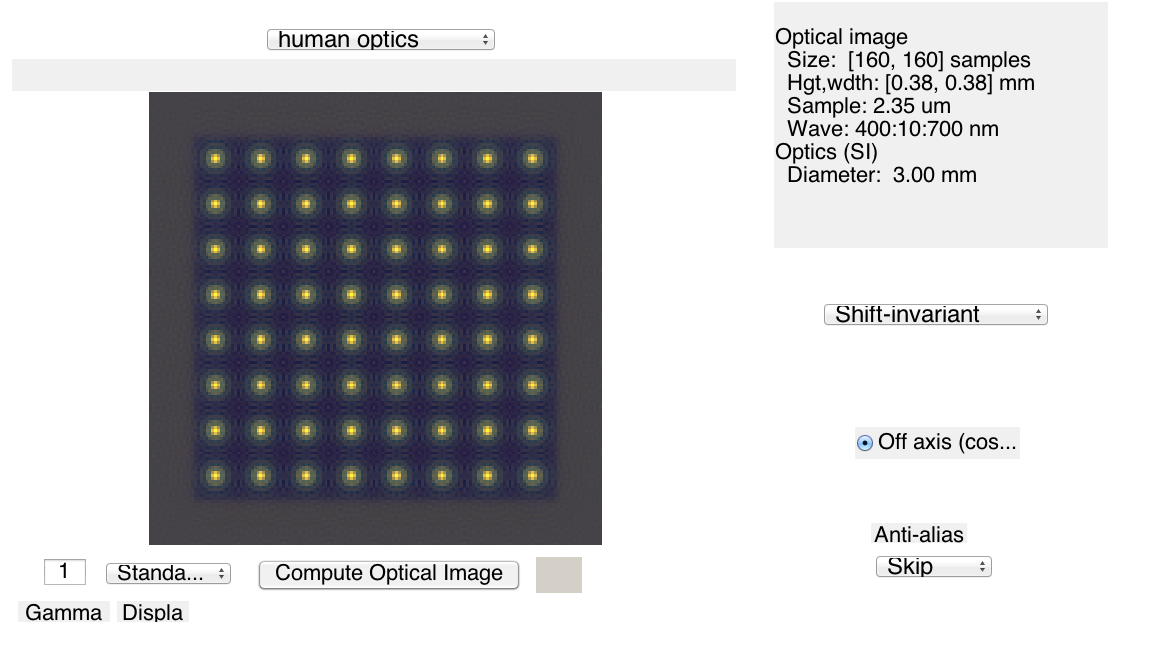 human optics
Optical image
Size:  [160, 160] samples
Hgt,wdth: [0.38, 0.38] mm
Sample: 2.35 um
Wave: 400:10:700 nm
Optics (SI)
Diameter:  3.00 mm
Shift-invariant
Off axis (cos...
Anti-alias
Skip
1
Standa...
Compute Optical Image
Gamma
Displa